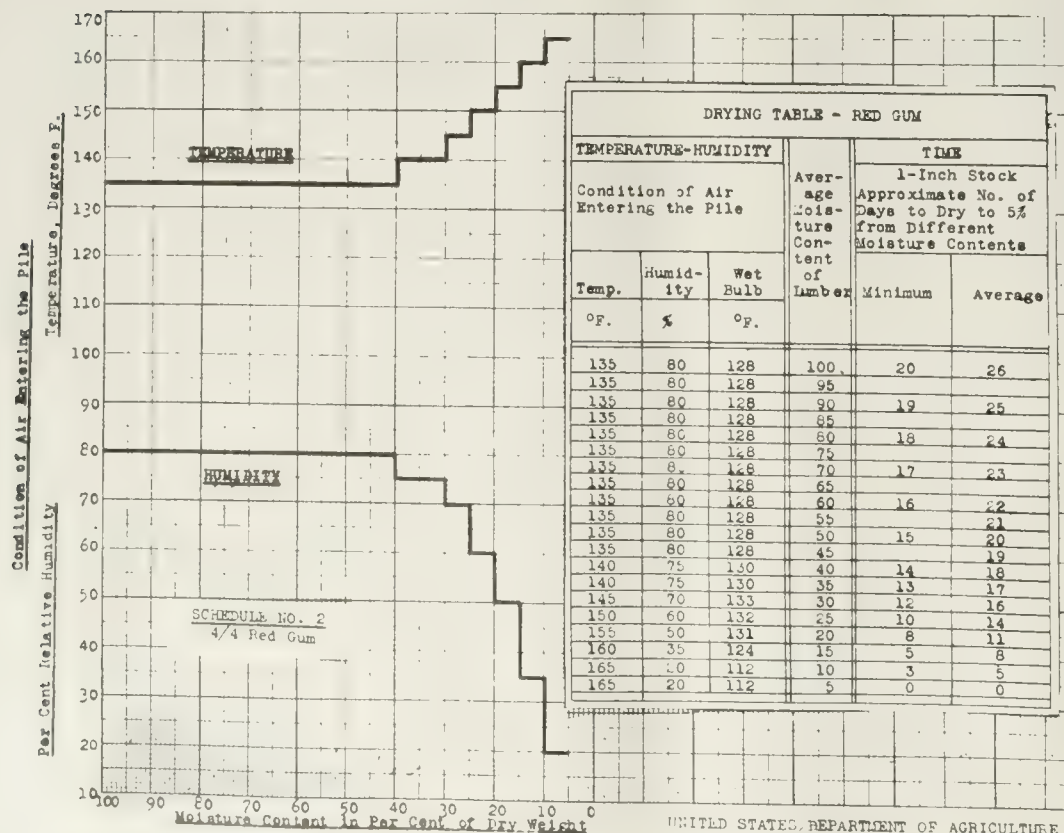 Condition of Air Entering the Pile
Temperature, Degrees F.
Per Cent Relative Humidity
170
160
150
140
130
120
110
100
90
80
70
60
50
40
30
20
10
TEMPERATURE
HUMIDITY
SCHEDULE NO. 2
4/4 Red Gum
100 90 80 70 60 50 40 30 20 10 0
Moisture Content in Per Cent of Dry Weight
DRYING TABLE - RED GUM
TEMPERATURE-HUMIDITY
Condition of Air
Entering the Pile
Temp.
°F.
Humid-
ity
%
Wet
Bulb
°F.
Aver-
age
Mois-
ture
Con-
tent
of
Lumber
TIME
1-Inch Stock
Approximate No. of
Days to Dry to 5%
from Different
Moisture Contents
Minimum
Average
135 80 128 100 20 26
135 80 128 95
135 80 128 90 19 25
135 80 128 85
135 80 128 80 18 24
135 80 128 75
135 128 70 17 23
135 80 128 65
135 80 128 60 16 22
135 80 128 55 21
135 80 128 50 15 20
135 80 128 45 19
140 75 130 40 14 18
140 75 130 35 13 17
145 70 133 30 12 16
150 60 132 25 10 14
155 50 131 20 8 11
160 35 124 15 5 8
165 112 10 3 5
165 20 112 5 0 0
UNITED STATES DEPARTMENT OF AGRICULTURE